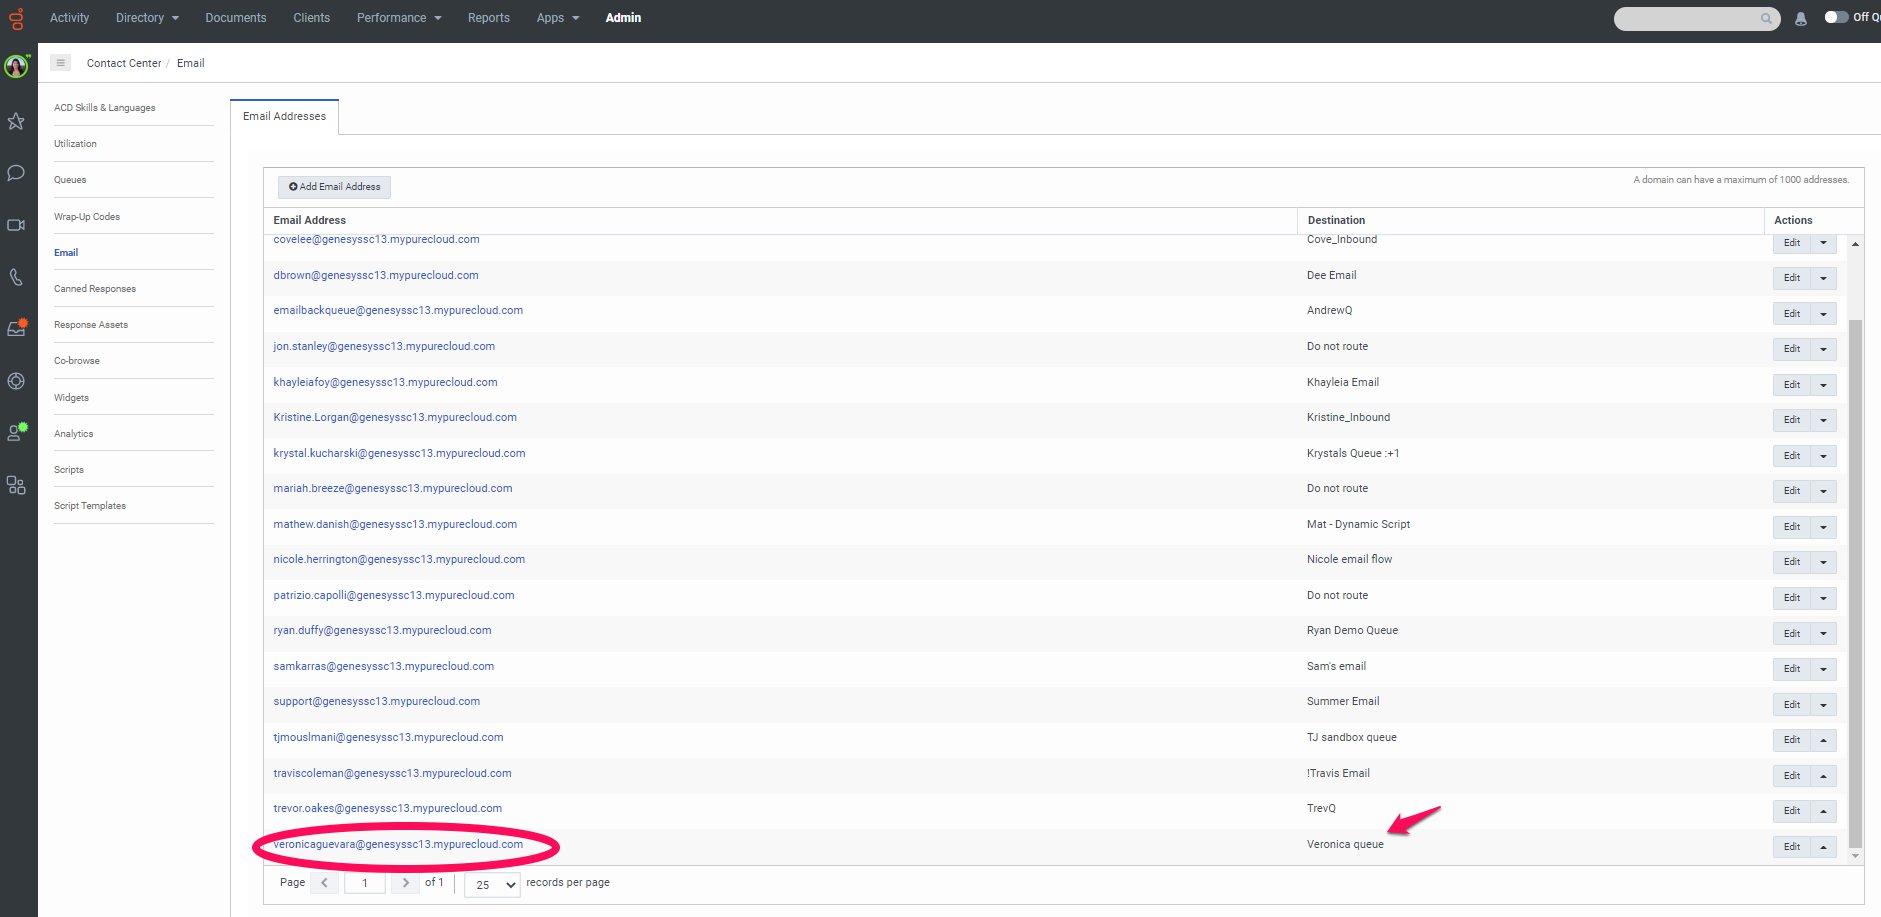 Activity Directory Documents Clients Performance Reports Apps Admin Off
Contact Center / Email
ACD Skills & Languages
Utilization
Queues
Wrap-Up Codes
Email
Canned Responses
Response Assets
Co-browse
Widgets
Analytics
Scripts
Script Templates
Email Addresses
Add Email Address A domain can have a maximum of 1000 addresses.
Email Address Destination Actions
covelee@genesyssc13.mypurecloud.com Cove_Inbound Edit
dbrown@genesyssc13.mypurecloud.com Dee Email Edit
emailbackqueue@genesyssc13.mypurecloud.com AndrewQ Edit
jon.stanley@genesyssc13.mypurecloud.com Do not route Edit
khayleiafoy@genesyssc13.mypurecloud.com Khayleia Email Edit
Kristine.Lorgan@genesyssc13.mypurecloud.com Kristine_Inbound Edit
krystal.kucharski@genesyssc13.mypurecloud.com Krystals Queue :+1 Edit
mariah.breeze@genesyssc13.mypurecloud.com Do not route Edit
mathew.danish@genesyssc13.mypurecloud.com Mat - Dynamic Script Edit
nicole.herrington@genesyssc13.mypurecloud.com Nicole email flow Edit
patrizio.capolli@genesyssc13.mypurecloud.com Do not route Edit
ryan.duffy@genesyssc13.mypurecloud.com Ryan Demo Queue Edit
samkarras@genesyssc13.mypurecloud.com Sam's email Edit
support@genesyssc13.mypurecloud.com Summer Email Edit
tjmouslmani@genesyssc13.mypurecloud.com TJ sandbox queue Edit
traviscoleman@genesyssc13.mypurecloud.com !Travis Email Edit
trevor.oakes@genesyssc13.mypurecloud.com TrevQ Edit
veronicaguevara@genesyssc13.mypurecloud.com Veronica queue Edit
Page 1 of 1 25 records per page